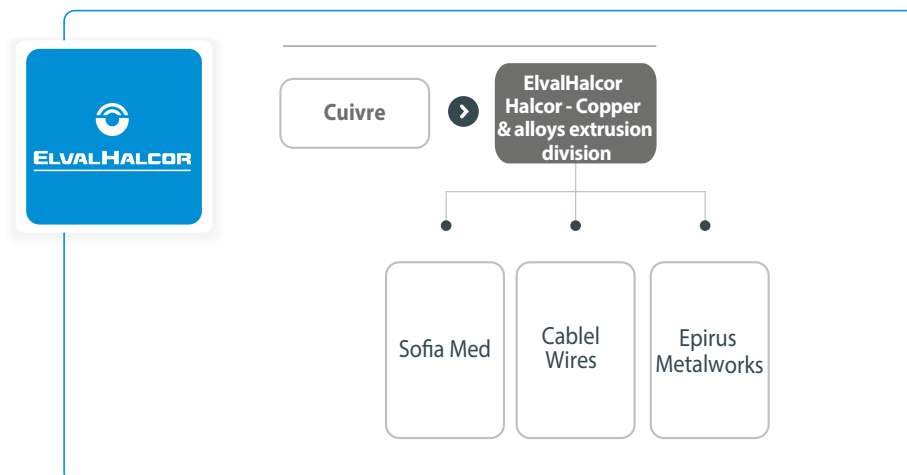 ELVALHALCOR
Cuivre
ElvalHalcor
Halcor - Copper
& alloys extrusion
division
Sofia Med
Cablel
Wires
Epirus
Metalworks